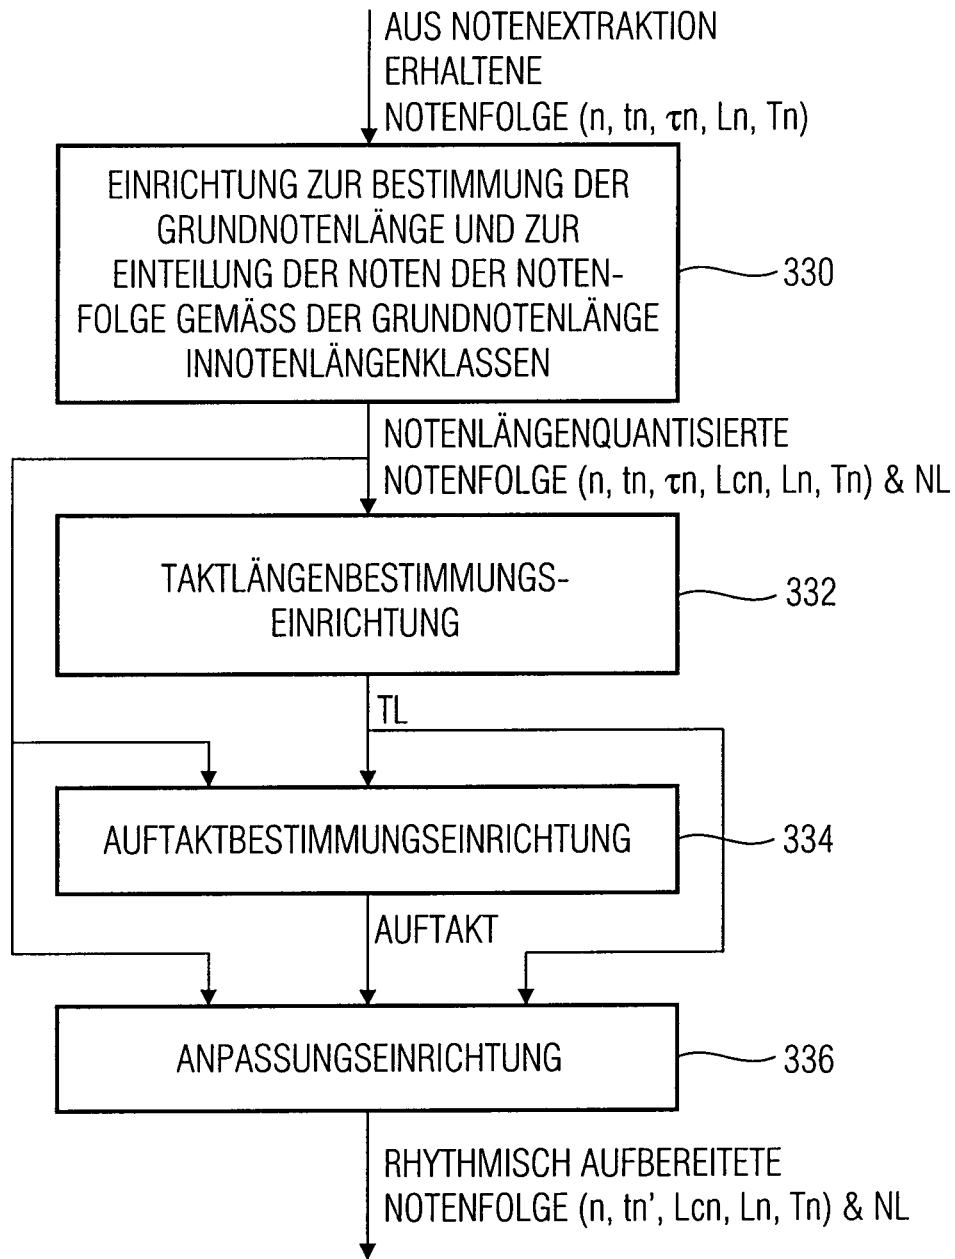 AUS NOTENEXTRAKTION
ERHALTENE
NOTENFOLGE (n, tn, τn, Ln, Tn)
EINRICHTUNG ZUR BESTIMMUNG DER
GRUNDNOTENLÄNGE UND ZUR
EINTEILUNG DER NOTEN DER NOTEN-
FOLGE GEMÄSS DER GRUNDNOTENLÄNGE
INNOTENLÄNGENKLASSEN
330
NOTENLÄNGENQUANTISIERTE
NOTENFOLGE (n, tn, τn, Lcn, Ln, Tn) & NL
TAKTLÄNGENBESTIMMUNGS-
EINRICHTUNG
332
TL
AUFTAKTBESTIMMUNGSEINRICHTUNG
334
AUFTAKT
ANPASSUNGSEINRICHTUNG
336
RHYTHMISCH AUFBEREITETE
NOTENFOLGE (n, tn’, Lcn, Ln, Tn) & NL